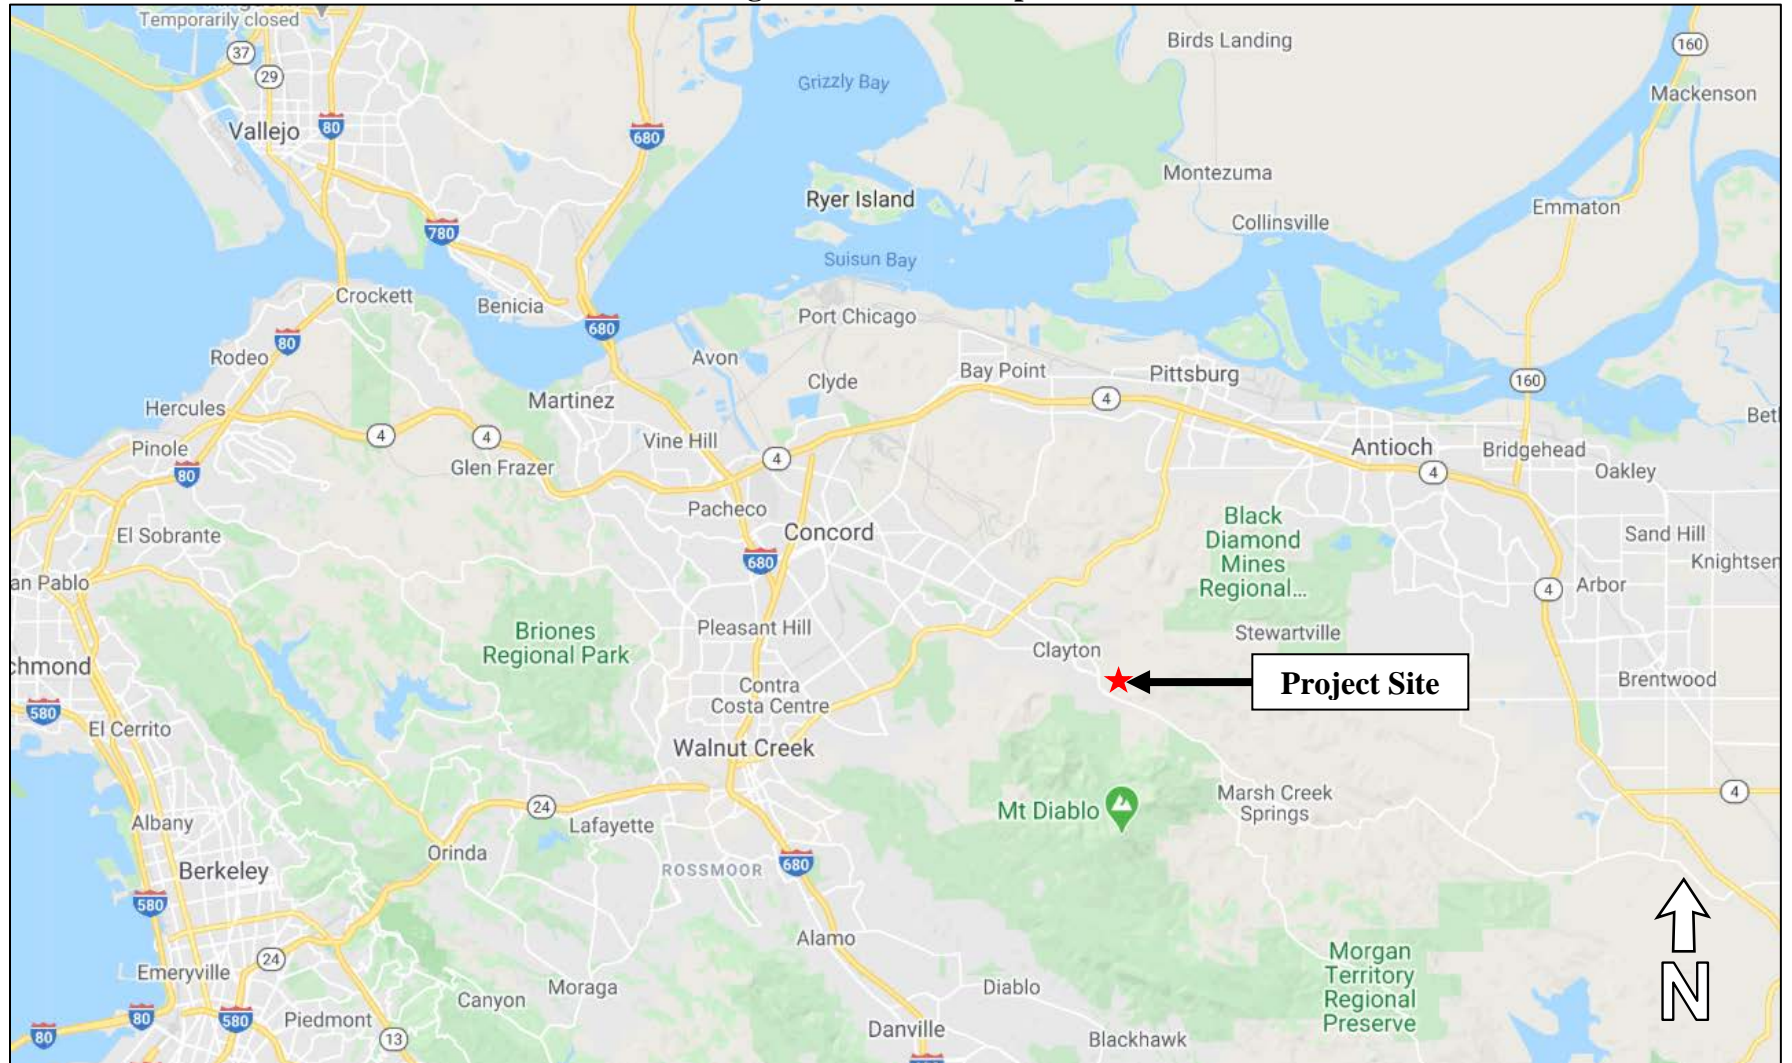 Temporarily closed
Birds Landing
160
37
29
Grizzly Bay
Mackenson
Vallejo
80
680
Montezuma
Ryer Island
Emmaton
780
Collinsville
Suisun Bay
Crockett
Benicia
Port Chicago
680
80
Rodeo
Avon
Bay Point
Pittsburg
Clyde
160
Hercules
Martinez
4
Bet
4
4
Vine Hill
Antioch
Bridgehead
Pinole
4
Glen Frazer
4
Oakley
80
Pacheco
Black
Diamond
Mines
Regional...
El Sobrante
Concord
Sand Hill
680
Knightsen
an Pablo
4
Arbor
Pleasant Hill
Briones
Regional Park
Stewartville
Clayton
chmond
Project Site
Brentwood
Contra
Costa Centre
580
El Cerrito
Walnut Creek
Marsh Creek
Springs
4
Mt Diablo
24
Albany
Lafayette
Orinda
Berkeley
ROSSMOOR
680
580
Alamo
Morgan
Territory
Regional
Preserve
24
Emeryville
Canyon
Moraga
Diablo
N
80
80
580
Piedmont
13
Danville
Blackhawk